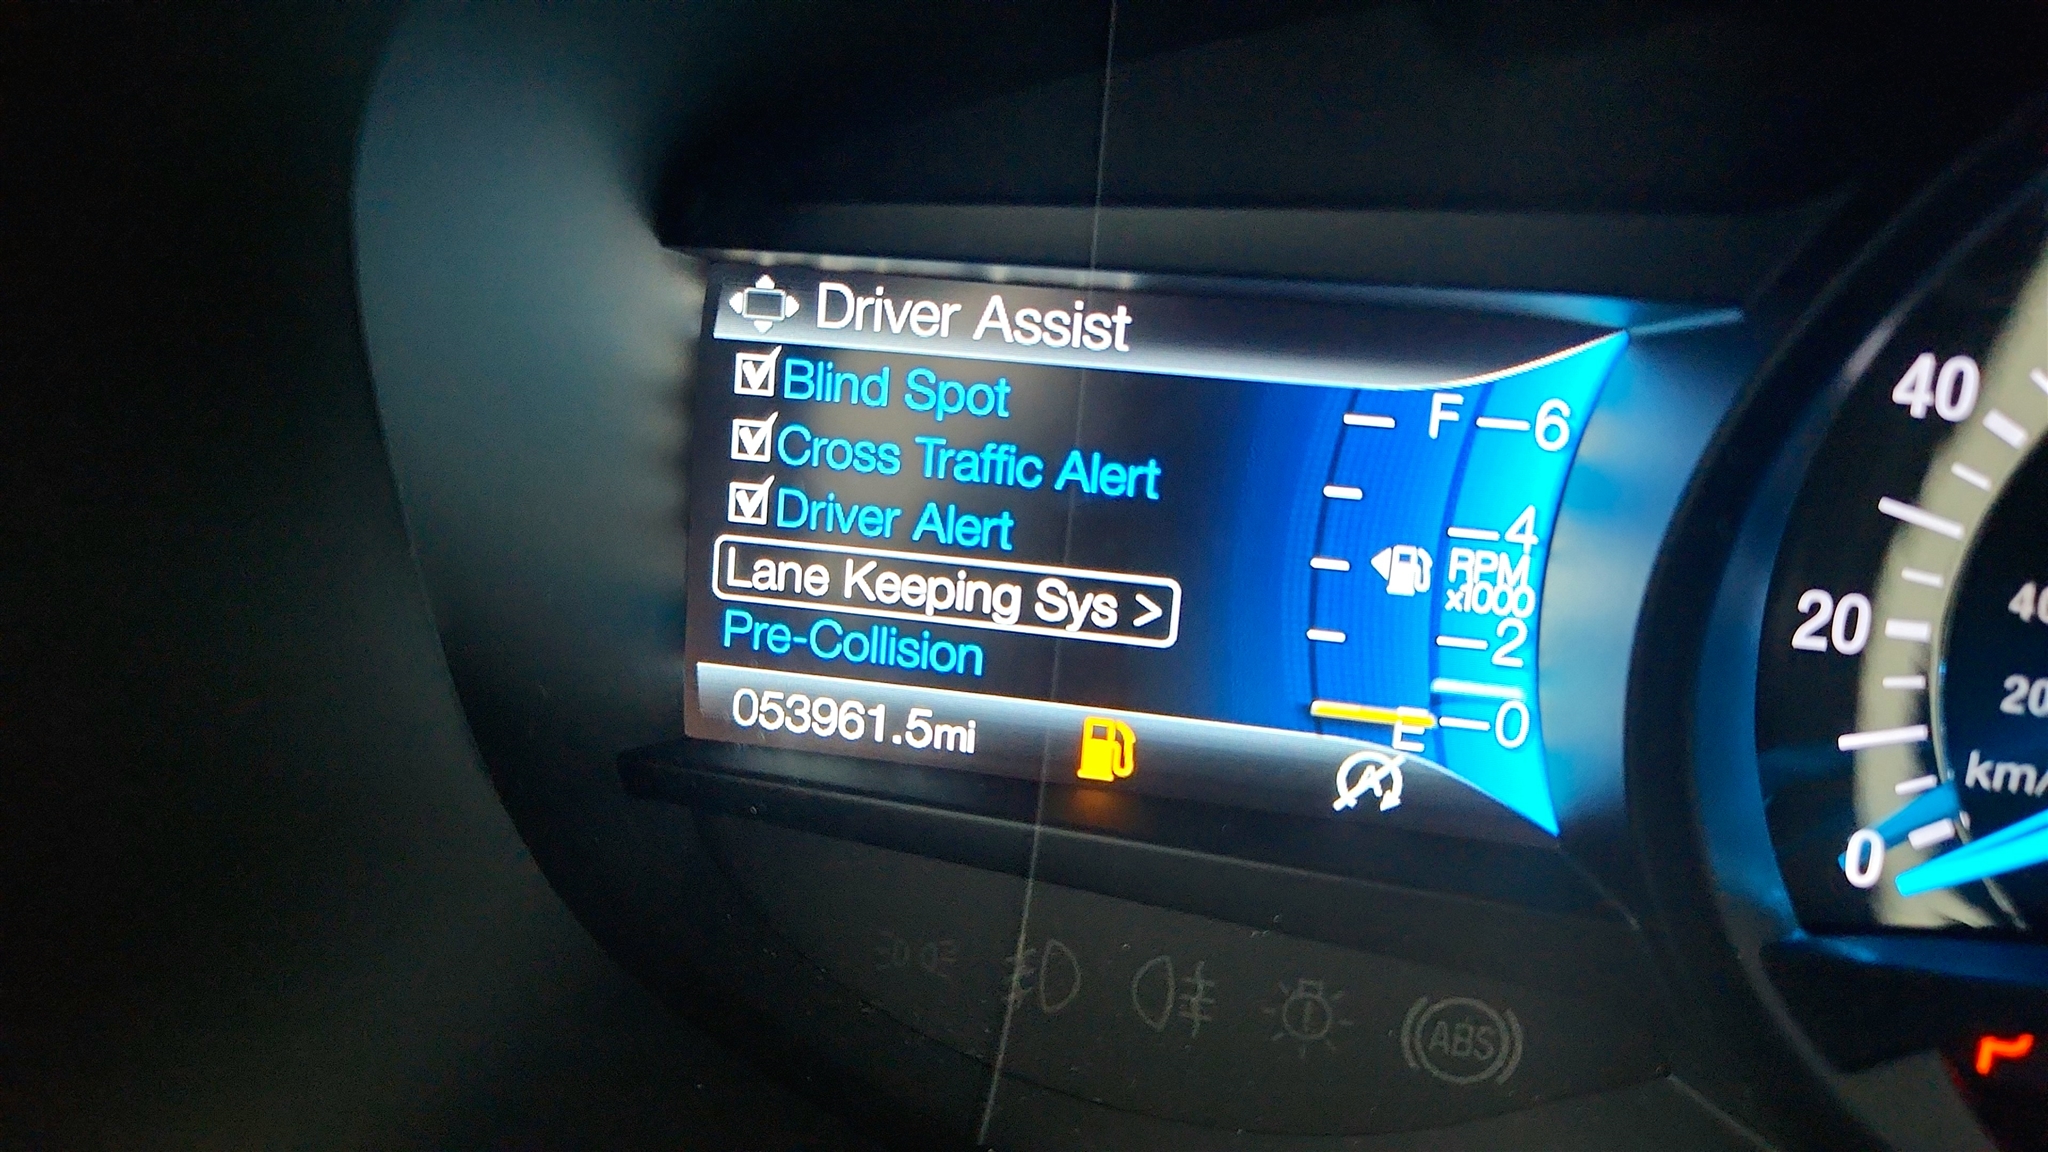 Driver Assist
Blind Spot
Cross Traffic Alert
Driver Alert
Lane Keeping Sys >
Pre-Collision
053961.5mi
F
E
6
4
RPM
x1000
2
0
A
ABS
40
20
0
20
km/